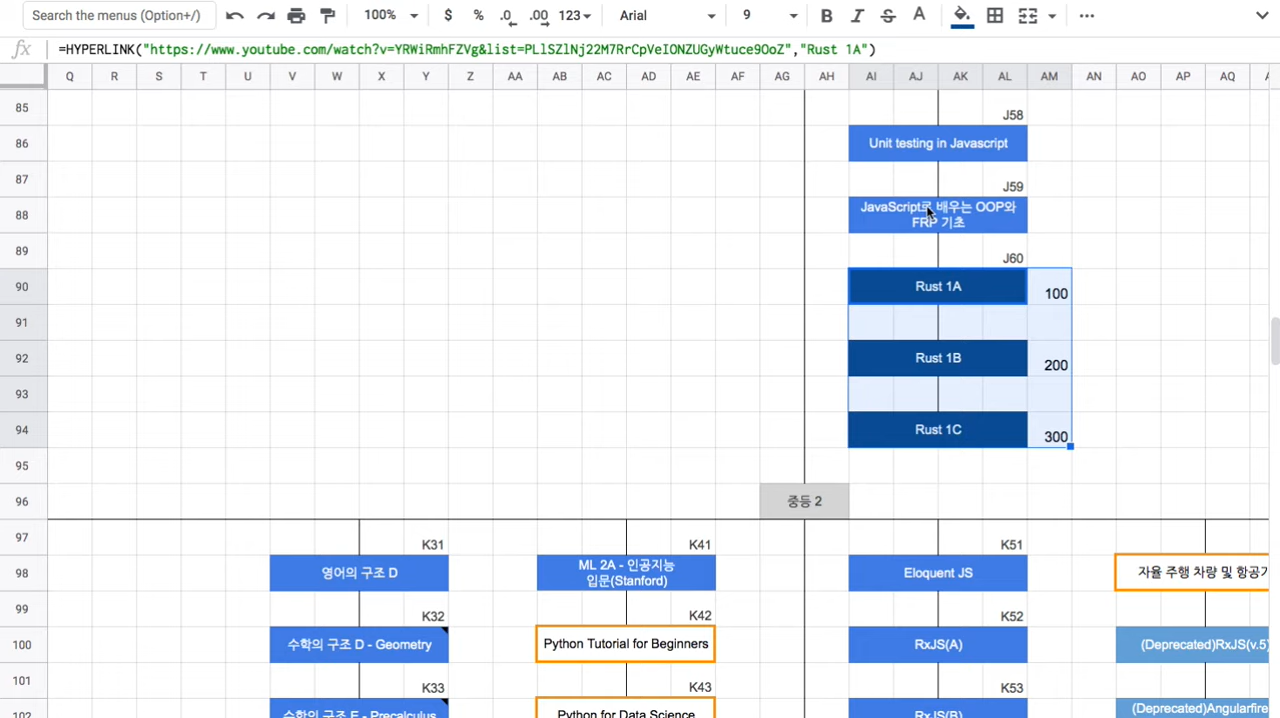 Search the menus (Option+/)
100%
$
%
.0
.00
123
Arial
9
B
I
S
A
fx
=HYPERLINK("https://www.youtube.com/watch?v=YRWiRmhFZVg&list=PLlSZlNj22M7RrCpVeIONZUGyWtuce9OoZ","Rust 1A")
Q R S T U V W X Y Z AA AB AC AD AE AF AG AH AI AJ AK AL AM AN AO AP AQ
85
J58
86
Unit testing in Javascript
87
J59
88
JavaScript로 배우는 OOP와
FRP 기초
89
J60
90
Rust 1A
100
91
92
Rust 1B
200
93
94
Rust 1C
300
95
96
중등 2
97
K31
K41
K51
98
영어의 구조 D
ML 2A - 인공지능
입문(Stanford)
Eloquent JS
자율 주행 차량 및 항공기
99
K32
K42
K52
100
수학의 구조 D - Geometry
Python Tutorial for Beginners
RxJS(A)
(Deprecated)RxJS(v.5)
101
K33
K43
K53
102
수학의 구조 E - Precalculus
Python for Data Science
RxJS(B)
(Deprecated)Angularfire